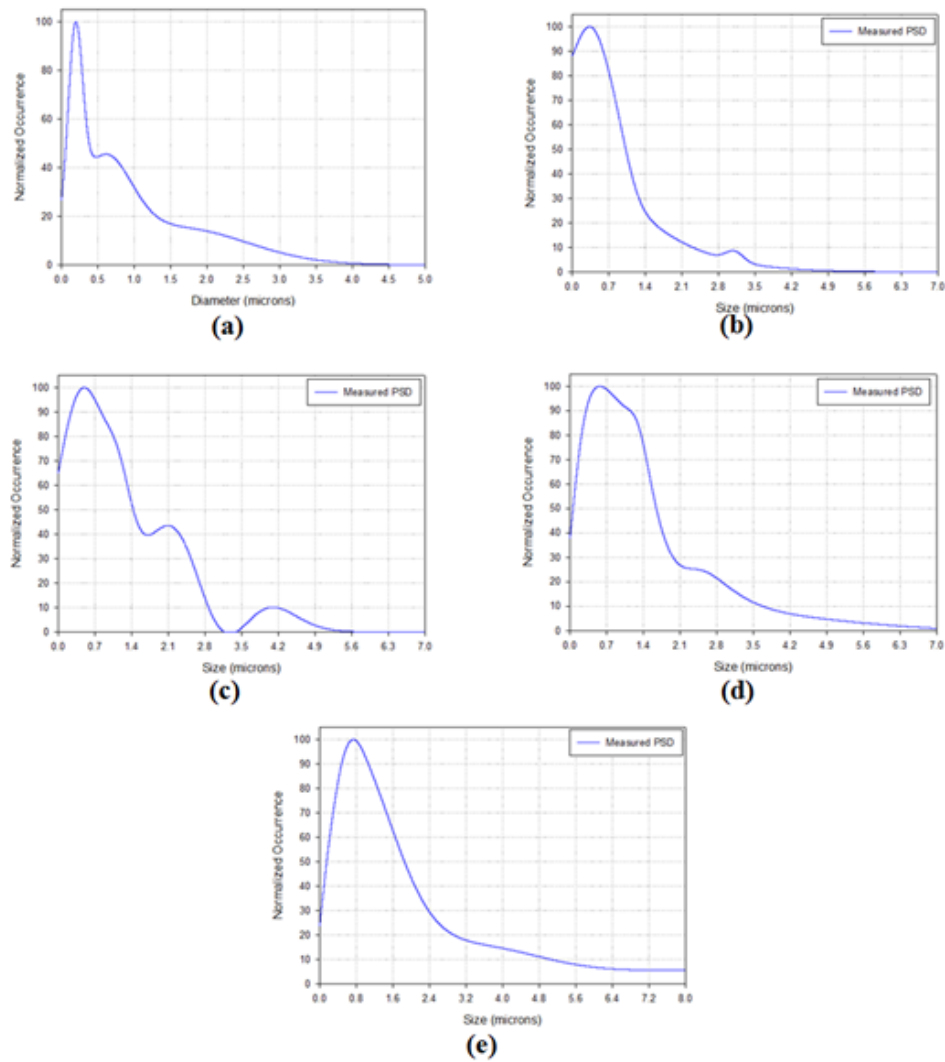 Normalized Occurrence
100
80
60
40
20
0
0.0 0.5 1.0 1.5 2.0 2.5 3.0 3.5 4.0 4.5 5.0
Diameter (microns)
(a)
Measured PSD
Normalized Occurrence
100
90
80
70
60
50
40
30
20
10
0
0.0 0.7 1.4 2.1 2.8 3.5 4.2 4.9 5.6 6.3 7.0
Size (microns)
(b)
Measured PSD
Normalized Occurrence
100
90
80
70
60
50
40
30
20
10
0
0.0 0.7 1.4 2.1 2.8 3.5 4.2 4.9 5.6 6.3 7.0
Size (microns)
(c)
Measured PSD
Normalized Occurrence
100
90
80
70
60
50
40
30
20
10
0
0.0 0.7 1.4 2.1 2.8 3.5 4.2 4.9 5.6 6.3 7.0
Size (microns)
(d)
Measured PSD
Normalized Occurrence
100
90
80
70
60
50
40
30
20
10
0
0.0 0.8 1.6 2.4 3.2 4.0 4.8 5.6 6.4 7.2 8.0
Size (microns)
(e)